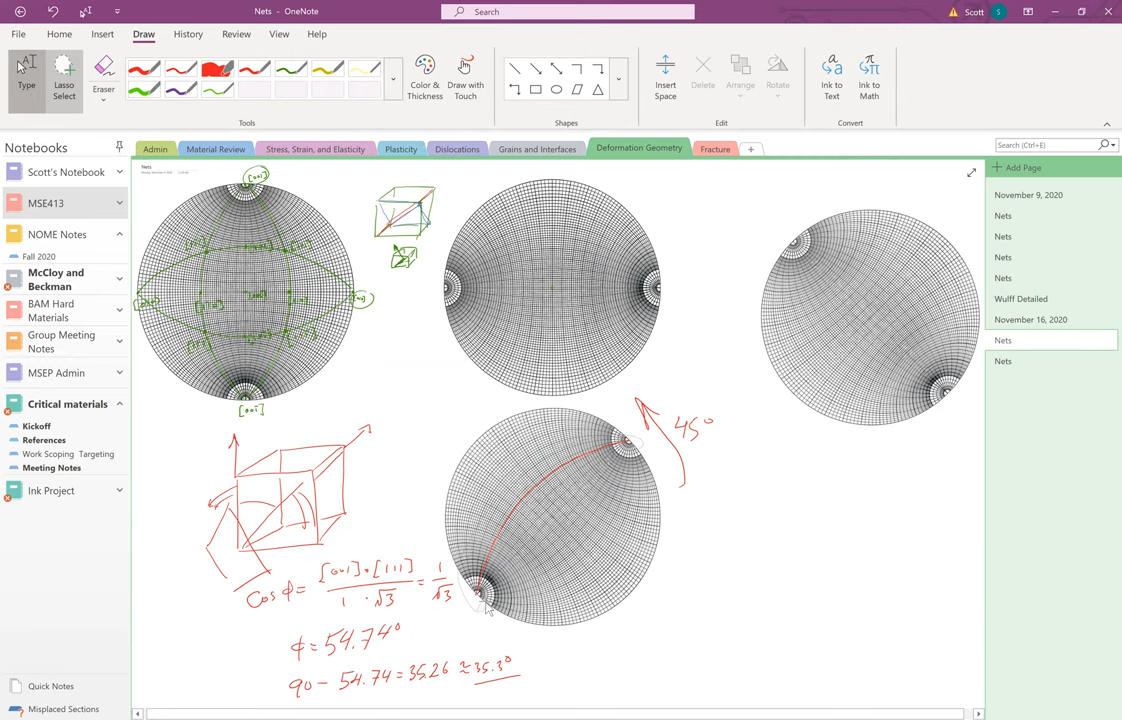 Nets - OneNote
Search
Scott
S
File
Home
Insert
Draw
History
Review
View
Help
Type
Lasso
Select
Eraser
Color &
Thickness
Draw with
Touch
Insert
Space
Delete
Arrange
Rotate
Ink to
Text
Ink to
Math
Tools
Shapes
Edit
Convert
Notebooks
Scott's Notebook
MSE413
NOME Notes
Fall 2020
McCloy and
Beckman
BAM Hard
Materials
Group Meeting
Notes
MSEP Admin
Critical materials
Kickoff
References
Work Scoping Targeting
Meeting Notes
Ink Project
Quick Notes
Misplaced Sections
Admin
Material Review
Stress, Strain, and Elasticity
Plasticity
Dislocations
Grains and Interfaces
Deformation Geometry
Fracture
Search (Ctrl+E)
Add Page
November 9, 2020
Nets
Nets
Nets
Nets
Wulff Detailed
November 16, 2020
Nets
Nets
Nets
[001]
[001̅]
45°
Cos ϕ = [001] • [111] / 1 · √3 = 1 / √3
ϕ = 54.74°
90 - 54.74 = 35.26 ≈ 35.3°